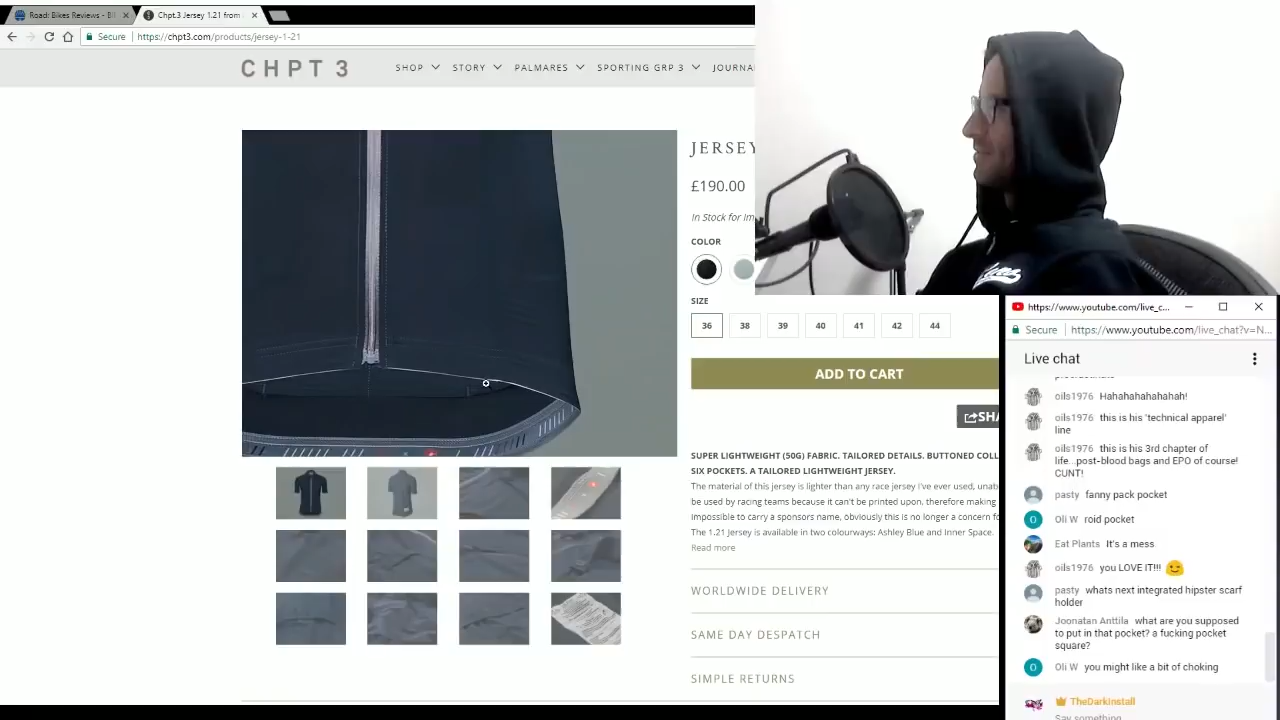 Road: Bikes Reviews - Bi
Chpt.3 Jersey 1.21 from
Secure https://chpt3.com/products/jersey-1-21
CHPT 3
SHOP STORY PALMARES SPORTING GRP 3 JOURNA
JERSEY
£190.00
In Stock for Im
COLOR
SIZE
36 38 39 40 41 42 44
ADD TO CART
SHA
SUPER LIGHTWEIGHT (50G) FABRIC. TAILORED DETAILS. BUTTONED COLL
SIX POCKETS. A TAILORED LIGHTWEIGHT JERSEY.
The material of this jersey is lighter than any race jersey I've ever used, unab
be used by racing teams because it can't be printed upon, therefore making
impossible to carry a sponsors name, obviously this is no longer a concern fo
The 1.21 Jersey is available in two colourways: Ashley Blue and Inner Space.
Read more
WORLDWIDE DELIVERY
SAME DAY DESPATCH
SIMPLE RETURNS
https://www.youtube.com/live_c...
Secure https://www.youtube.com/live_chat?v=N...
Live chat
oils1976 Hahahahahahahah!
oils1976 this is his 'technical apparel'
line
oils1976 this is his 3rd chapter of
life...post-blood bags and EPO of course!
CUNT!
pasty fanny pack pocket
Oli W roid pocket
Eat Plants It's a mess.
oils1976 you LOVE IT!!!
pasty whats next integrated hipster scarf
holder
Joonatan Anttila what are you supposed
to put in that pocket? a fucking pocket
square?
Oli W you might like a bit of choking
TheDarkInstall
Say something...